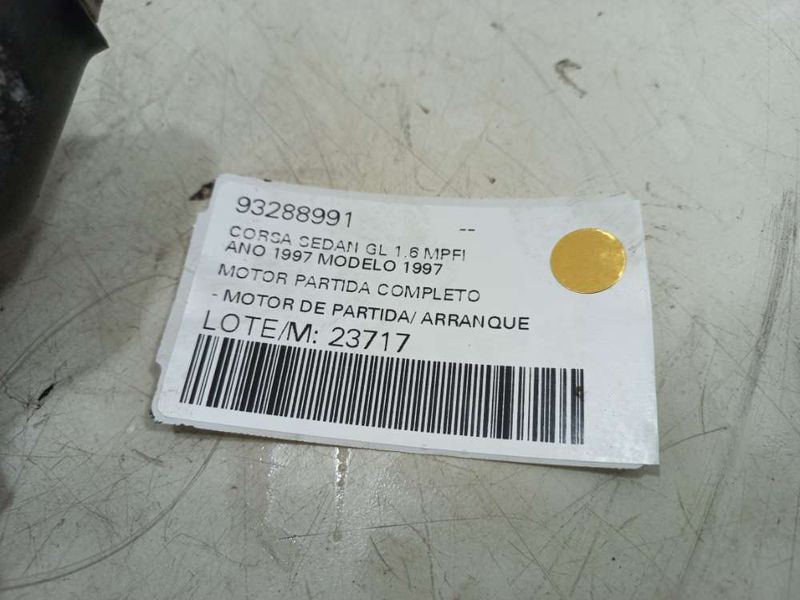 93288991 --
CORSA SEDAN GL 1.6 MPFI
ANO 1997 MODELO 1997
MOTOR PARTIDA COMPLETO
- MOTOR DE PARTIDA/ ARRANQUE
LOTE/M: 23717